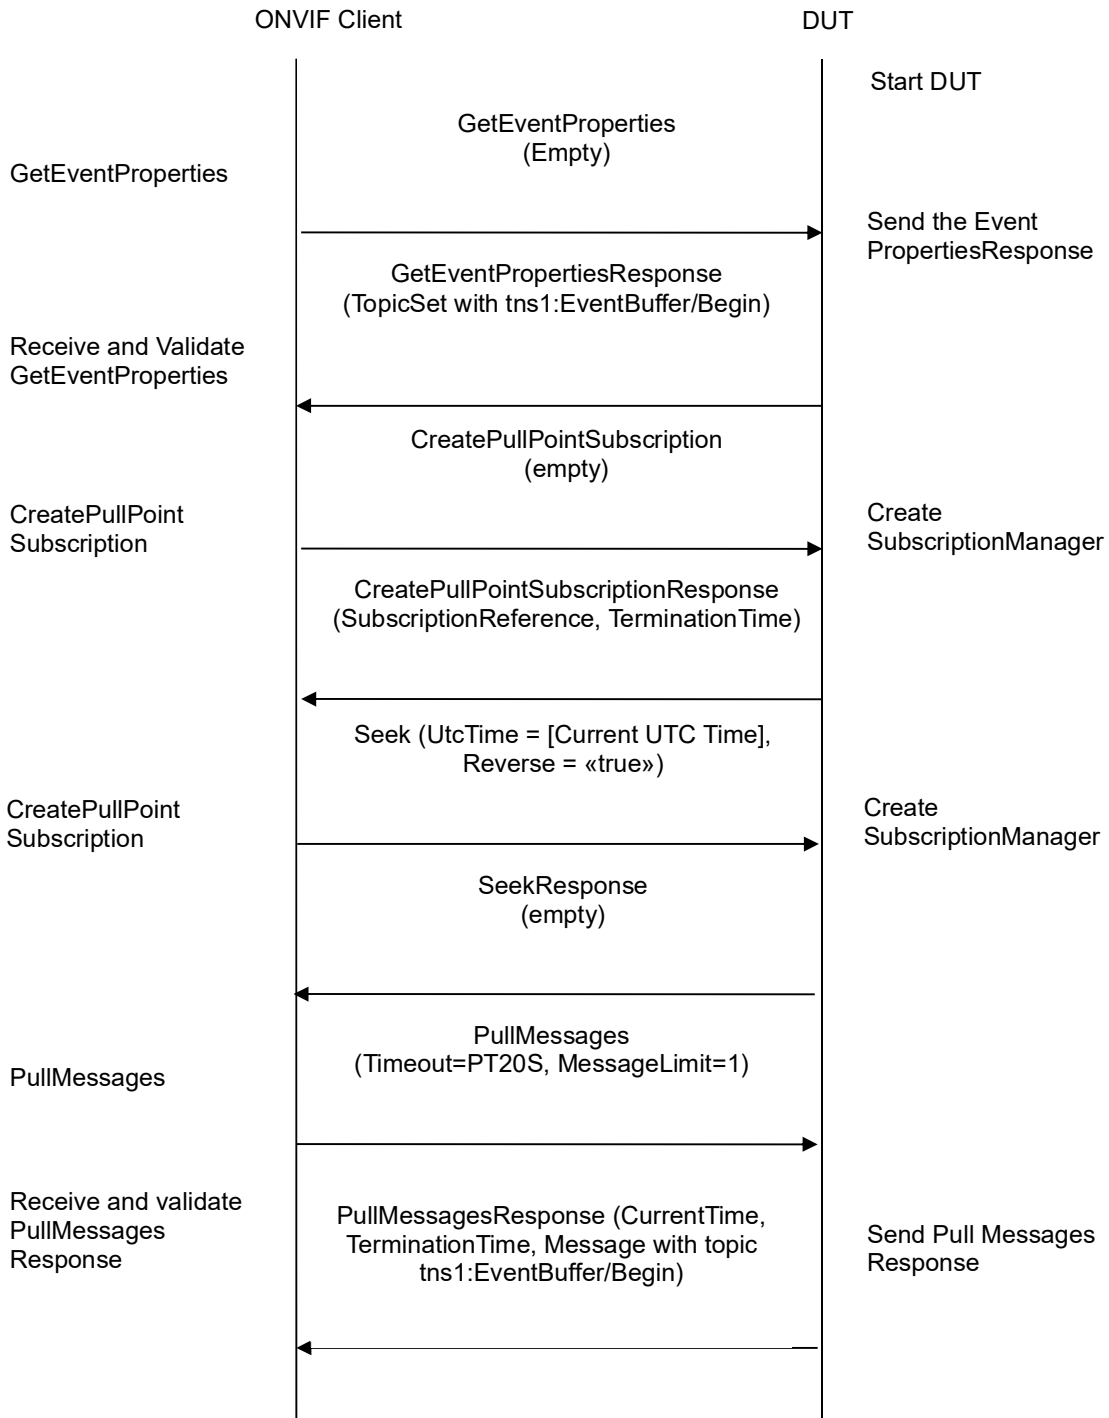 ONVIF Client
DUT
Start DUT
GetEventProperties
(Empty)
GetEventProperties
Send the Event
PropertiesResponse
GetEventPropertiesResponse
(TopicSet with tns1:EventBuffer/Begin)
Receive and Validate
GetEventProperties
CreatePullPointSubscription
(empty)
CreatePullPoint
Subscription
Create
SubscriptionManager
CreatePullPointSubscriptionResponse
(SubscriptionReference, TerminationTime)
Seek (UtcTime = [Current UTC Time],
Reverse = «true»)
CreatePullPoint
Subscription
Create
SubscriptionManager
SeekResponse
(empty)
PullMessages
(Timeout=PT20S, MessageLimit=1)
PullMessages
Receive and validate
PullMessages
Response
PullMessagesResponse (CurrentTime,
TerminationTime, Message with topic
tns1:EventBuffer/Begin)
Send Pull Messages
Response